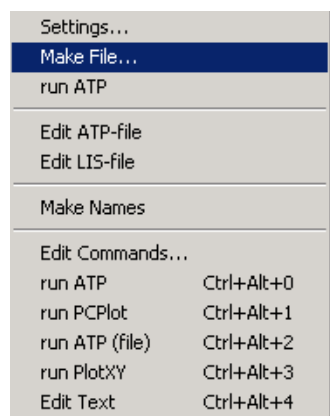 Settings...
Make File...
run ATP
Edit ATP-file
Edit LIS-file
Make Names
Edit Commands...
run ATP Ctrl+Alt+0
run PCPlot Ctrl+Alt+1
run ATP (file) Ctrl+Alt+2
run PlotXY Ctrl+Alt+3
Edit Text Ctrl+Alt+4